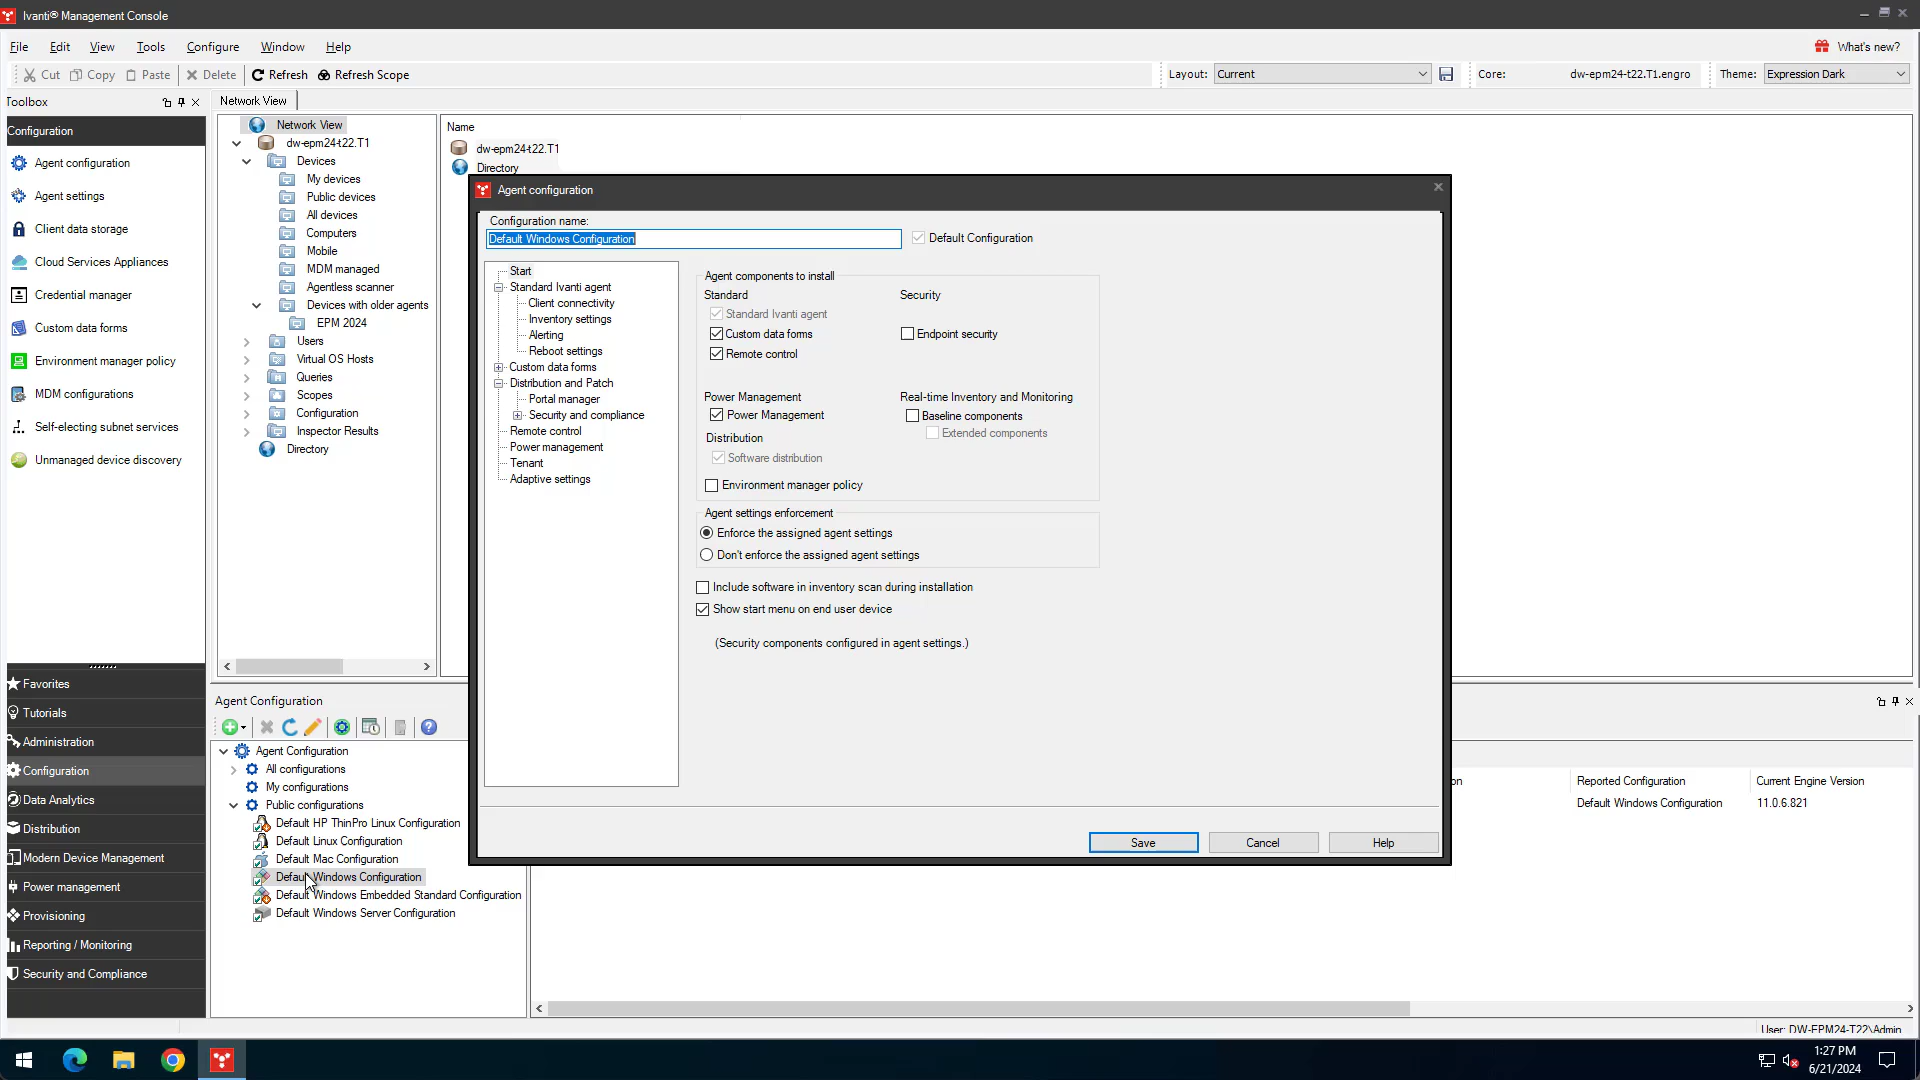 Ivanti® Management Console
File Edit View Tools Configure Window Help What's new?
Cut Copy Paste Delete Refresh Refresh Scope Layout: Current Core: dw-epm24-t22.T1.engro Theme: Expression Dark
Toolbox
Configuration
Agent configuration
Agent settings
Client data storage
Cloud Services Appliances
Credential manager
Custom data forms
Environment manager policy
MDM configurations
Self-electing subnet services
Unmanaged device discovery
Favorites
Tutorials
Administration
Configuration
Data Analytics
Distribution
Modern Device Management
Power management
Provisioning
Reporting / Monitoring
Security and Compliance
Network View
Network View
dw-epm24-t22.T1
Devices
My devices
Public devices
All devices
Computers
Mobile
MDM managed
Agentless scanner
Devices with older agents
EPM 2024
Users
Virtual OS Hosts
Queries
Scopes
Configuration
Inspector Results
Directory
Name
dw-epm24-t22.T1
Directory
Agent configuration
Configuration name:
Default Windows Configuration
Default Configuration
Start
Standard Ivanti agent
Client connectivity
Inventory settings
Alerting
Reboot settings
Custom data forms
Distribution and Patch
Portal manager
Security and compliance
Remote control
Power management
Tenant
Adaptive settings
Agent components to install
Standard Security
Standard Ivanti agent
Custom data forms Endpoint security
Remote control
Power Management Real-time Inventory and Monitoring
Power Management Baseline components
Distribution Extended components
Software distribution
Environment manager policy
Agent settings enforcement
Enforce the assigned agent settings
Don't enforce the assigned agent settings
Include software in inventory scan during installation
Show start menu on end user device
(Security components configured in agent settings.)
Save Cancel Help
Agent Configuration
Agent Configuration
All configurations
My configurations
Public configurations
Default HP ThinPro Linux Configuration
Default Linux Configuration
Default Mac Configuration
Default Windows Configuration
Default Windows Embedded Standard Configuration
Default Windows Server Configuration
on Reported Configuration Current Engine Version
Default Windows Configuration 11.0.6.821
User: DW-EPM24-T22\Admin
1:27 PM
6/21/2024